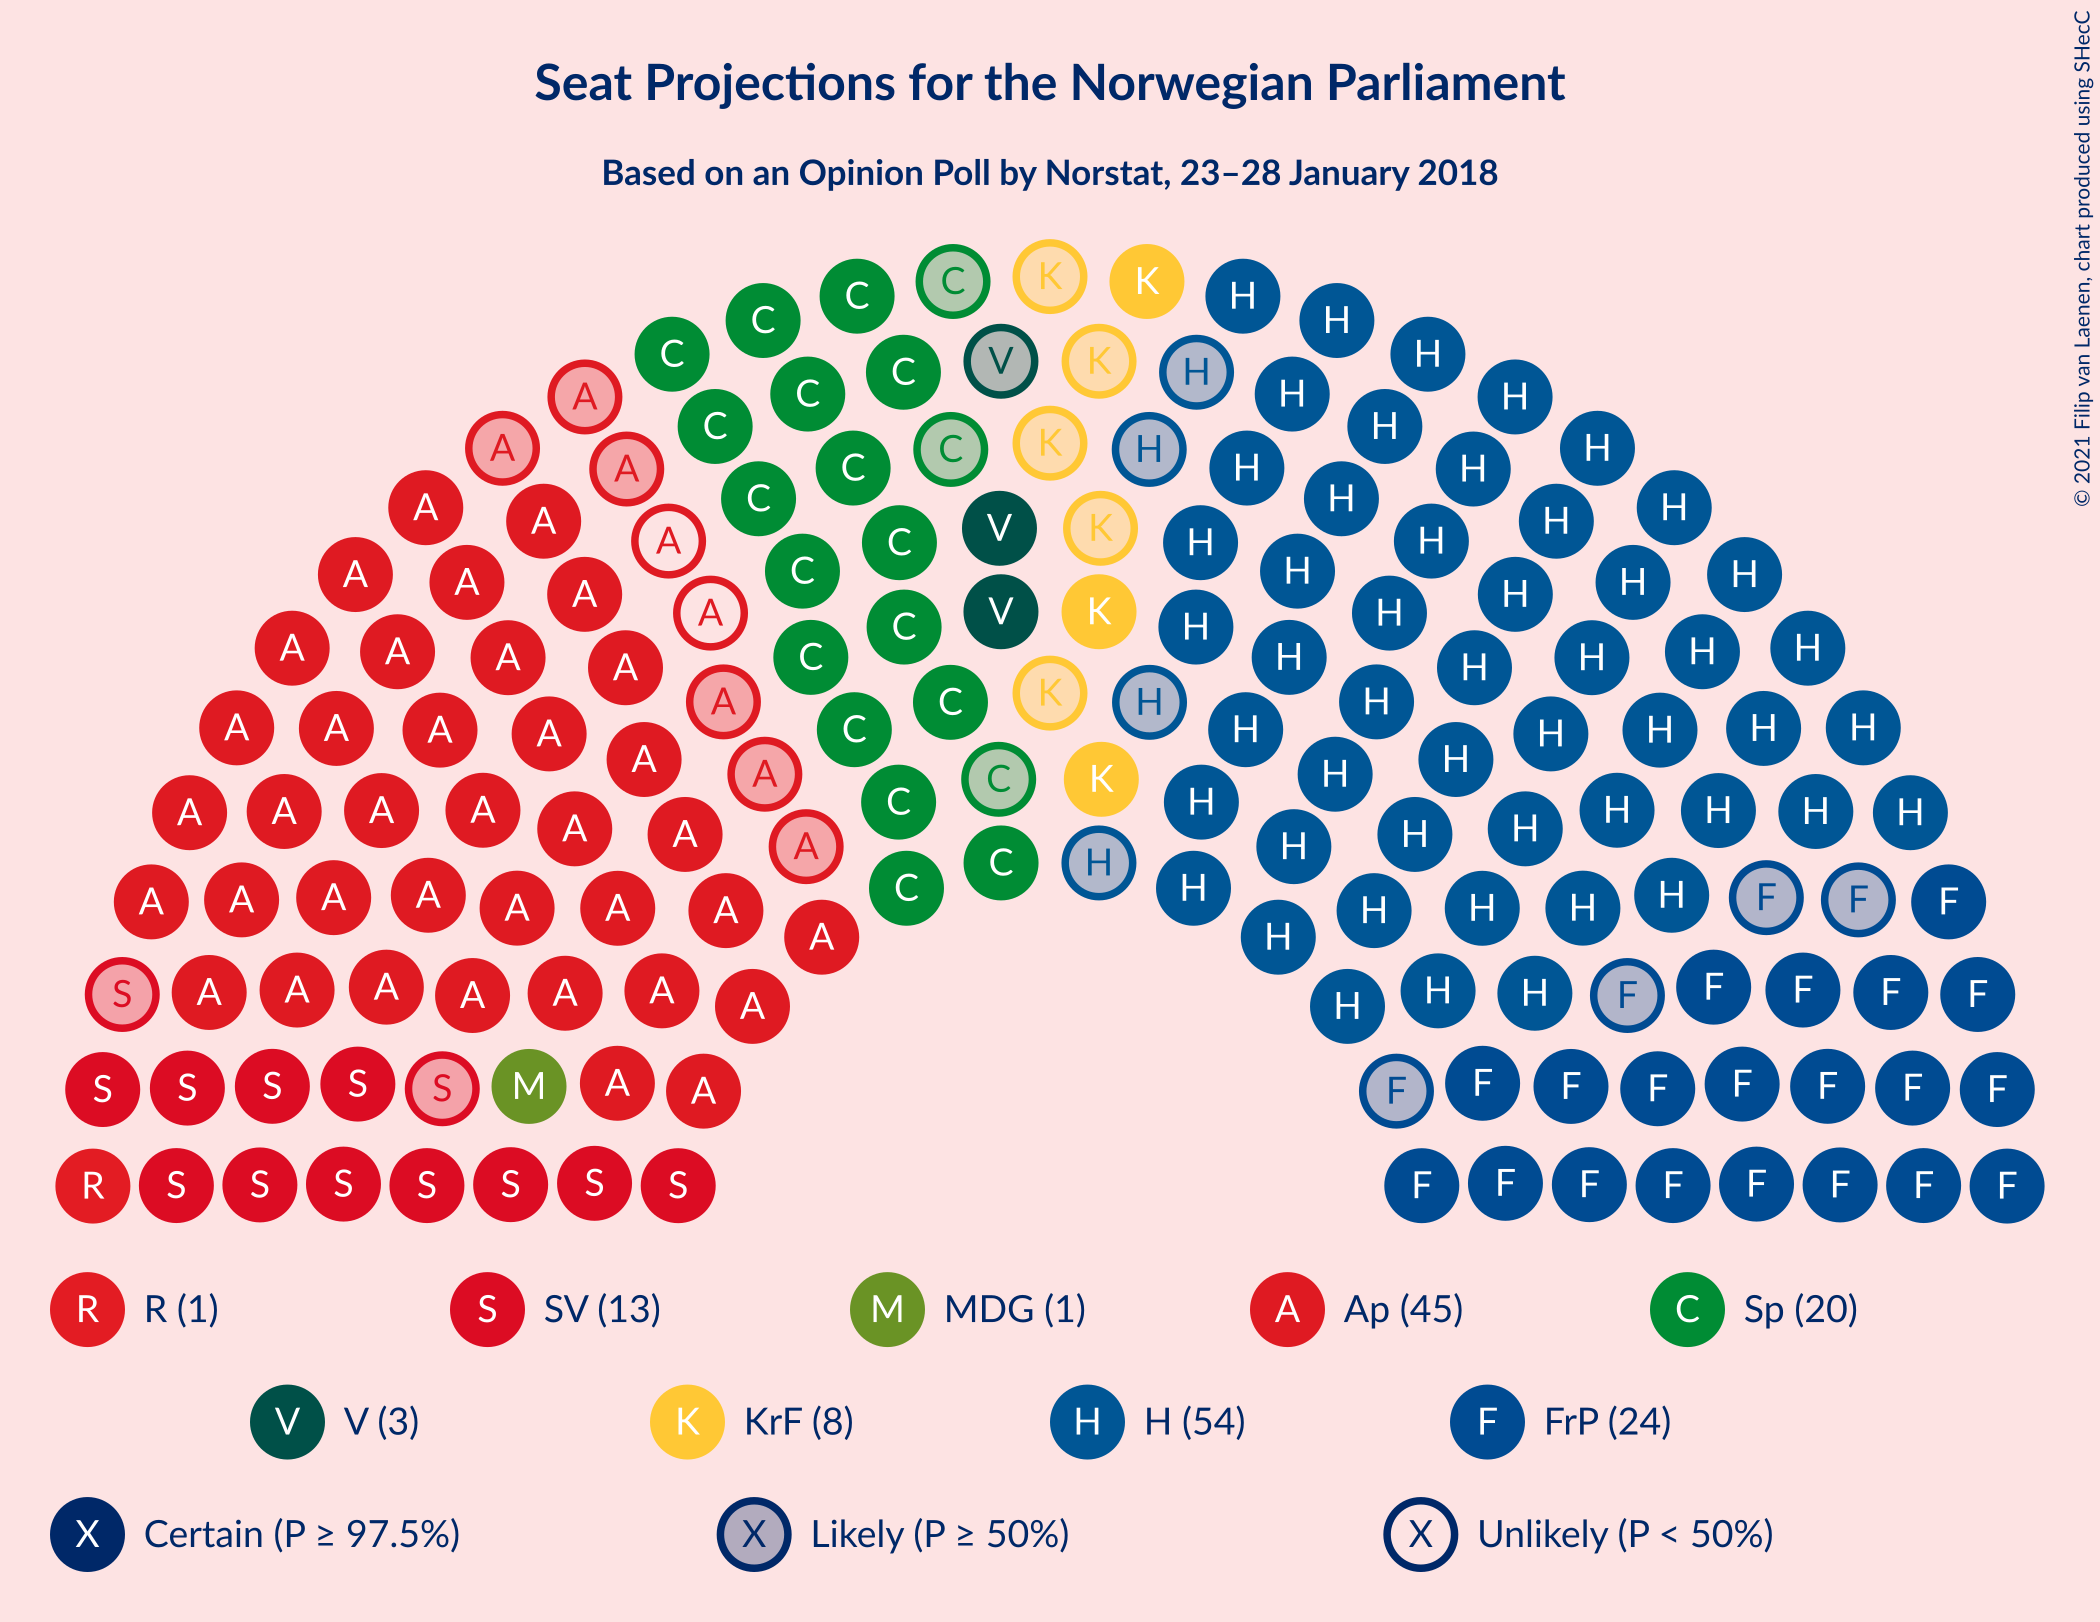 Seat Projections for the Norwegian Parliament
Based on an Opinion Poll by Norstat, 23–28 January 2018
© 2021 Filip van Laenen, chart produced using SHecC
C C C C K K H H H
A C C C V K H H H H
A A C C C K H H H H H
A A A C C V K H H H H H H
A A A A C C V K H H H H H H H
A A A A A C C K H H H H H H H H
A A A A A A C C K H H H H H H H H
A A A A A A A C C H H H H H H H H H
A A A A A A A A H H H H H F F F
S A A A A A A A H H H F F F F F
S S S S S M A A F F F F F F F F
R S S S S S S S F F F F F F F F
R R (1) S SV (13) M MDG (1) A Ap (45) C Sp (20)
V V (3) K KrF (8) H H (54) F FrP (24)
X Certain (P ≥ 97.5%) X Likely (P ≥ 50%) X Unlikely (P < 50%)